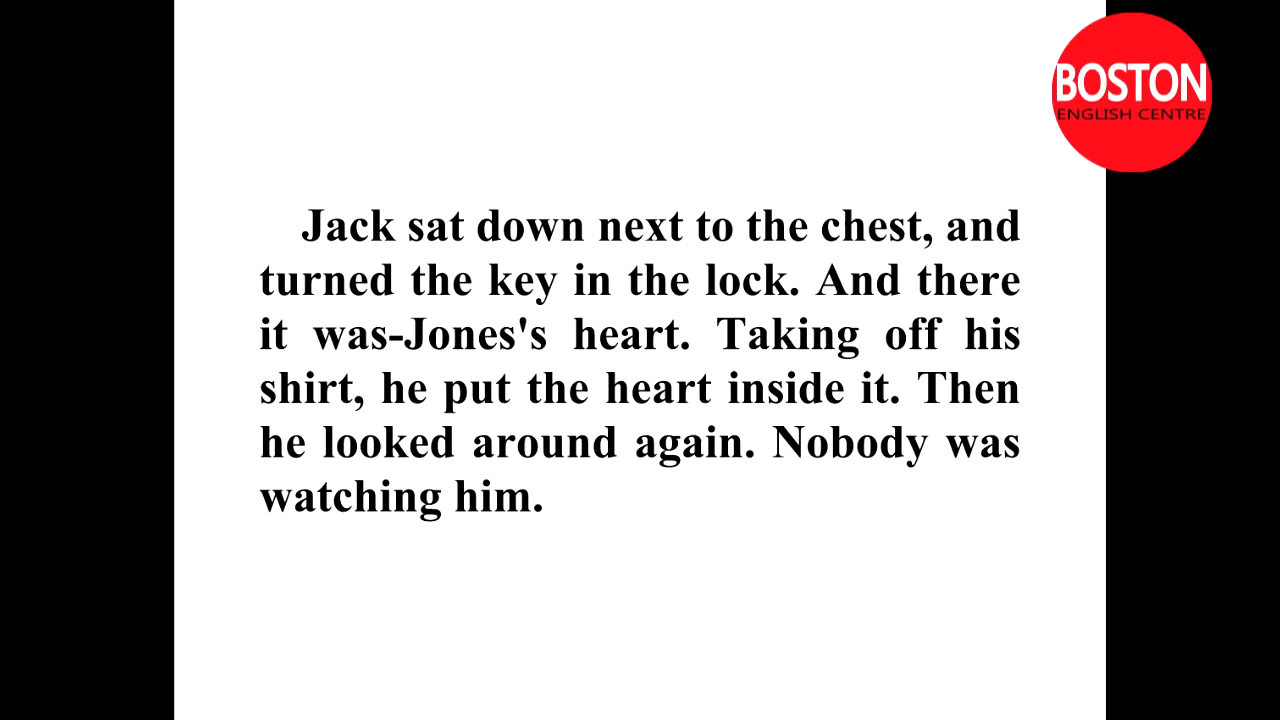 BOSTON
ENGLISH CENTRE
Jack sat down next to the chest, and
turned the key in the lock. And there
it was-Jones's heart. Taking off his
shirt, he put the heart inside it. Then
he looked around again. Nobody was
watching him.